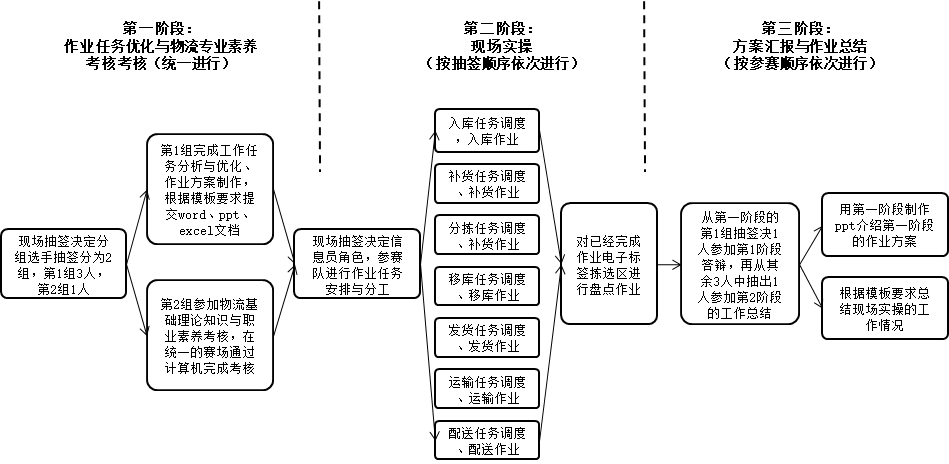 第一阶段：
作业任务优化与物流专业素养
考核考核（统一进行）
第二阶段：
现场实操
（按抽签顺序依次进行）
第三阶段：
方案汇报与作业总结
（按参赛顺序依次进行）
现场抽签决定分
组选手抽签分为2
组，第1组3人，
第2组1人
第1组完成工作任
务分析与优化、
作业方案制作，
根据模板要求提
交word、ppt、
excel文档
第2组参加物流基
础理论知识与职
业素养考核，在
统一的赛场通过
计算机完成考核
现场抽签决定信
息员角色，参赛
队进行作业任务
安排与分工
入库任务调度
，入库作业
补货任务调度
、补货作业
分拣任务调度
、补货作业
移库任务调度
、移库作业
发货任务调度
、发货作业
运输任务调度
、运输作业
配送任务调度
、配送作业
对已经完成
作业电子标
签拣选区进
行盘点作业
从第一阶段的
第1组抽签决1
人参加第1阶段
答辩，再从其
余3人中抽出1
人参加第2阶段
的工作总结
用第一阶段制作
ppt介绍第一阶段
的作业方案
根据模板要求总
结现场实操的工
作情况